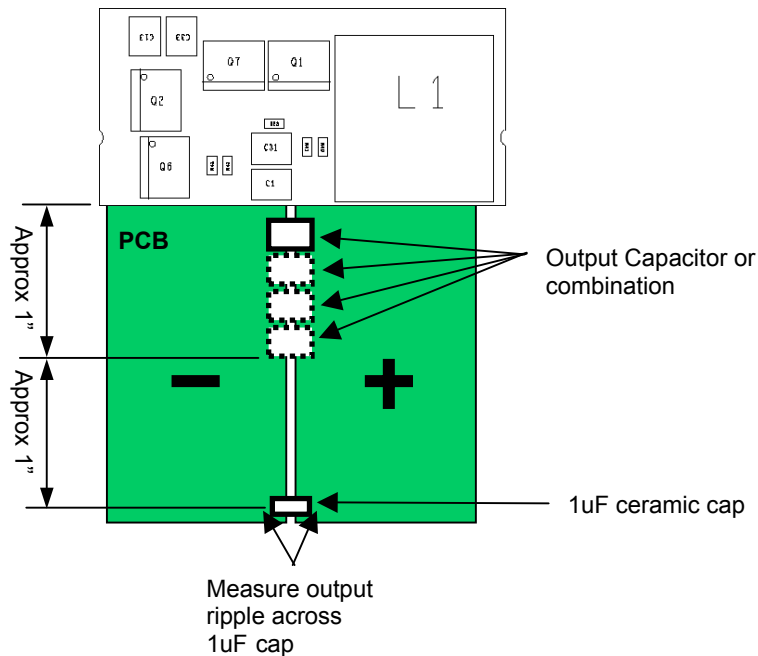 C13
C33
Q7
Q1
L1
Q2
Q6
C31
C1
PCB
Approx 1”
Output Capacitor or
combination
Approx 1”
1uF ceramic cap
Measure output
ripple across
1uF cap